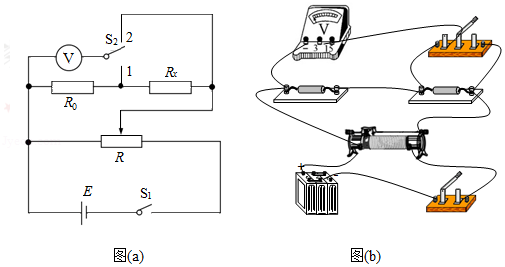 S₂ 2
V
1
R₀
Rₓ
R
E
S₁
图(a)
V
- 3 15
+
-
图(b)